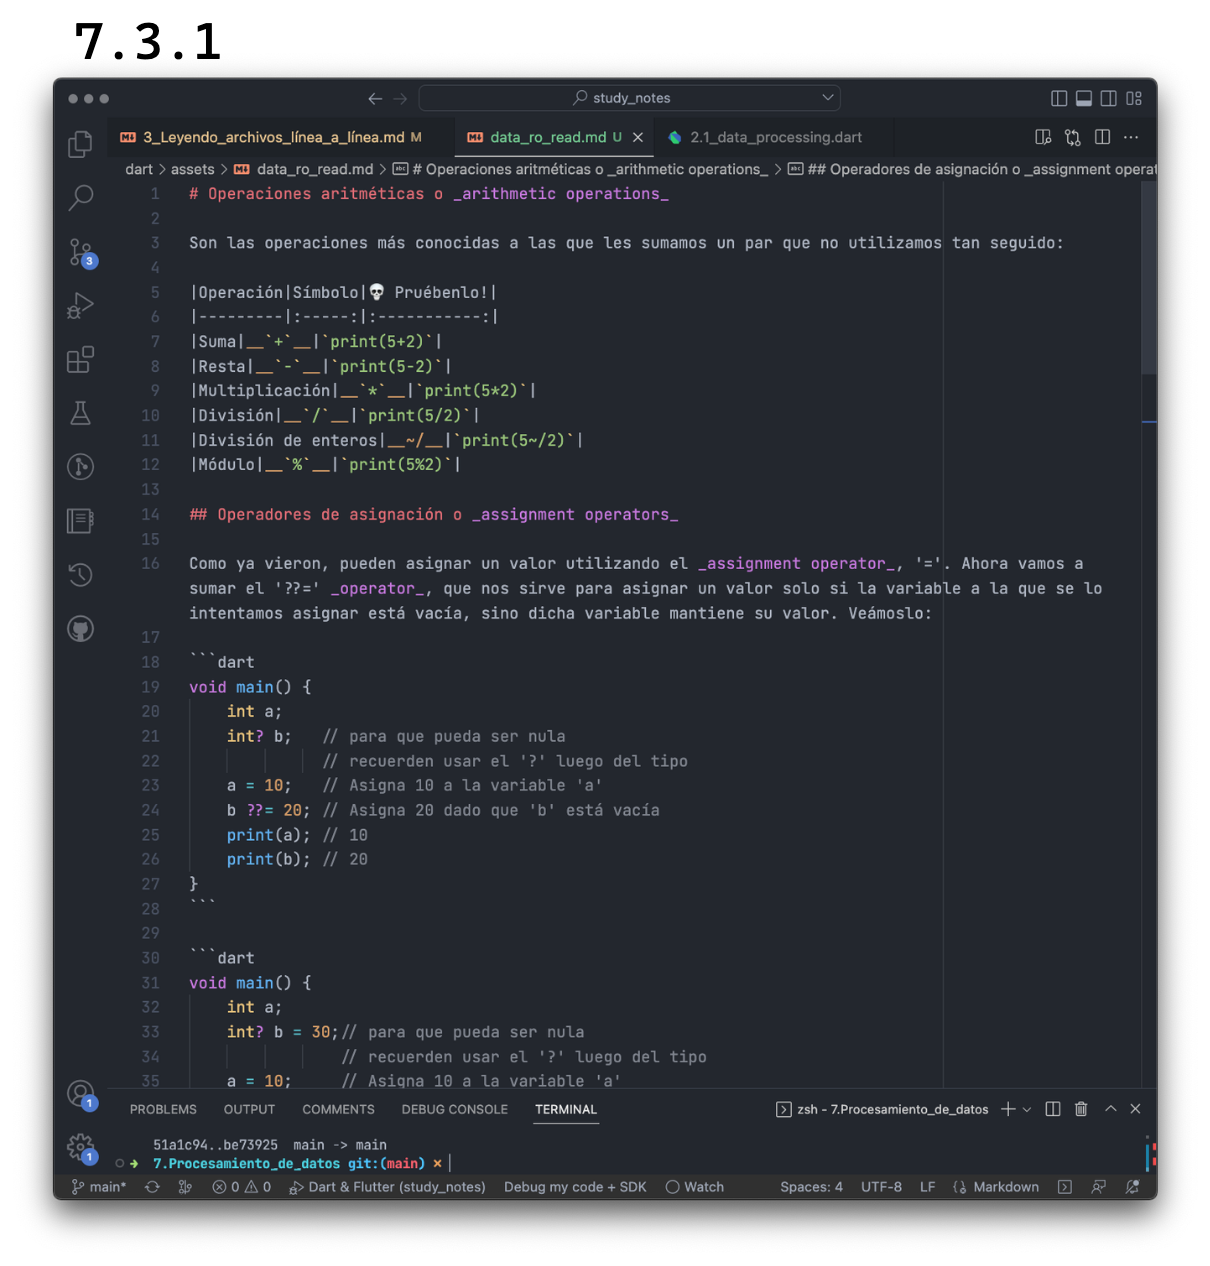 7.3.1
study_notes
3_Leyendo_archivos_línea_a_línea.md M
data_ro_read.md U
2.1_data_processing.dart
dart > assets > data_ro_read.md > # Operaciones aritméticas o _arithmetic operations_ > ## Operadores de asignación o _assignment operat
1 # Operaciones aritméticas o _arithmetic operations_
2
3 Son las operaciones más conocidas a las que les sumamos un par que no utilizamos tan seguido:
4
5 |Operación|Símbolo|💀 Pruébenlo!|
6 |---------|:-----:|:-----------:|
7 |Suma|__`+`__|`print(5+2)`|
8 |Resta|__`-`__|`print(5-2)`|
9 |Multiplicación|__`*`__|`print(5*2)`|
10 |División|__`/`__|`print(5/2)`|
11 |División de enteros|__~/__|`print(5~/2)`|
12 |Módulo|__`%`__|`print(5%2)`|
13
14 ## Operadores de asignación o _assignment operators_
15
16 Como ya vieron, pueden asignar un valor utilizando el _assignment operator_, '='. Ahora vamos a
sumar el '??=' _operator_, que nos sirve para asignar un valor solo si la variable a la que se lo
intentamos asignar está vacía, sino dicha variable mantiene su valor. Veámoslo:
17
18 ```dart
19 void main() {
20 int a;
21 int? b; // para que pueda ser nula
22 // recuerden usar el '?' luego del tipo
23 a = 10; // Asigna 10 a la variable 'a'
24 b ??= 20; // Asigna 20 dado que 'b' está vacía
25 print(a); // 10
26 print(b); // 20
27 }
28 ```
29
30 ```dart
31 void main() {
32 int a;
33 int? b = 30;// para que pueda ser nula
34 // recuerden usar el '?' luego del tipo
35 a = 10; // Asigna 10 a la variable 'a'
PROBLEMS OUTPUT COMMENTS DEBUG CONSOLE TERMINAL zsh - 7.Procesamiento_de_datos
51a1c94..be73925 main -> main
7.Procesamiento_de_datos git:(main) ×
main* 0 0 Dart & Flutter (study_notes) Debug my code + SDK Watch Spaces: 4 UTF-8 LF Markdown
3
1
1